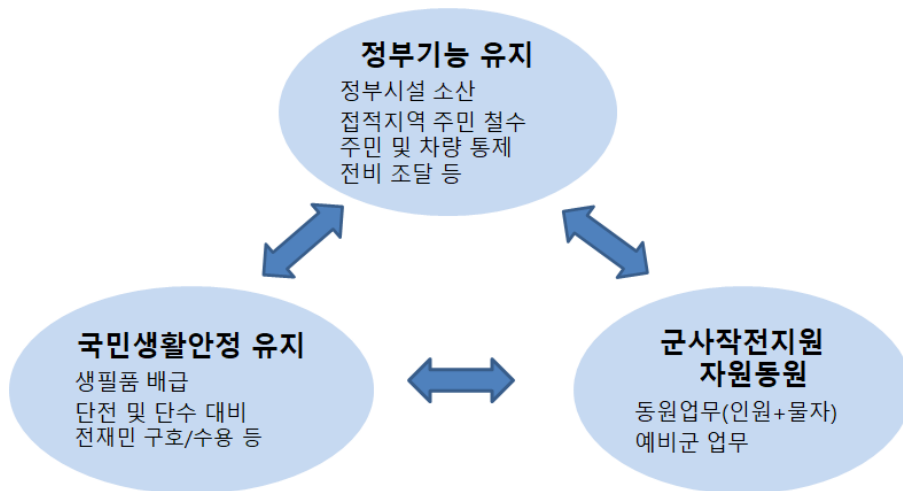 정부기능 유지
정부시설 소산
접적지역 주민 철수
주민 및 차량 통제
전비 조달 등
국민생활안정 유지
생필품 배급
단전 및 단수 대비
전재민 구호/수용 등
군사작전지원
자원동원
동원업무(인원+물자)
예비군 업무